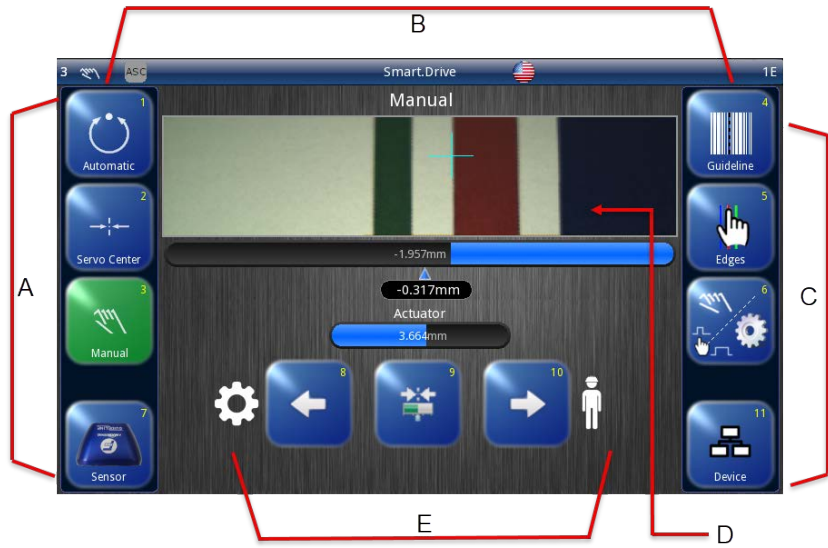 B
3 ASC Smart.Drive 1E
Manual
1
Automatic
2
Servo Center
3
Manual
7
Sensor
A
4
Guideline
5
Edges
6
11
Device
C
-1.957mm
-0.317mm
Actuator
3.664mm
8
9
10
E
D